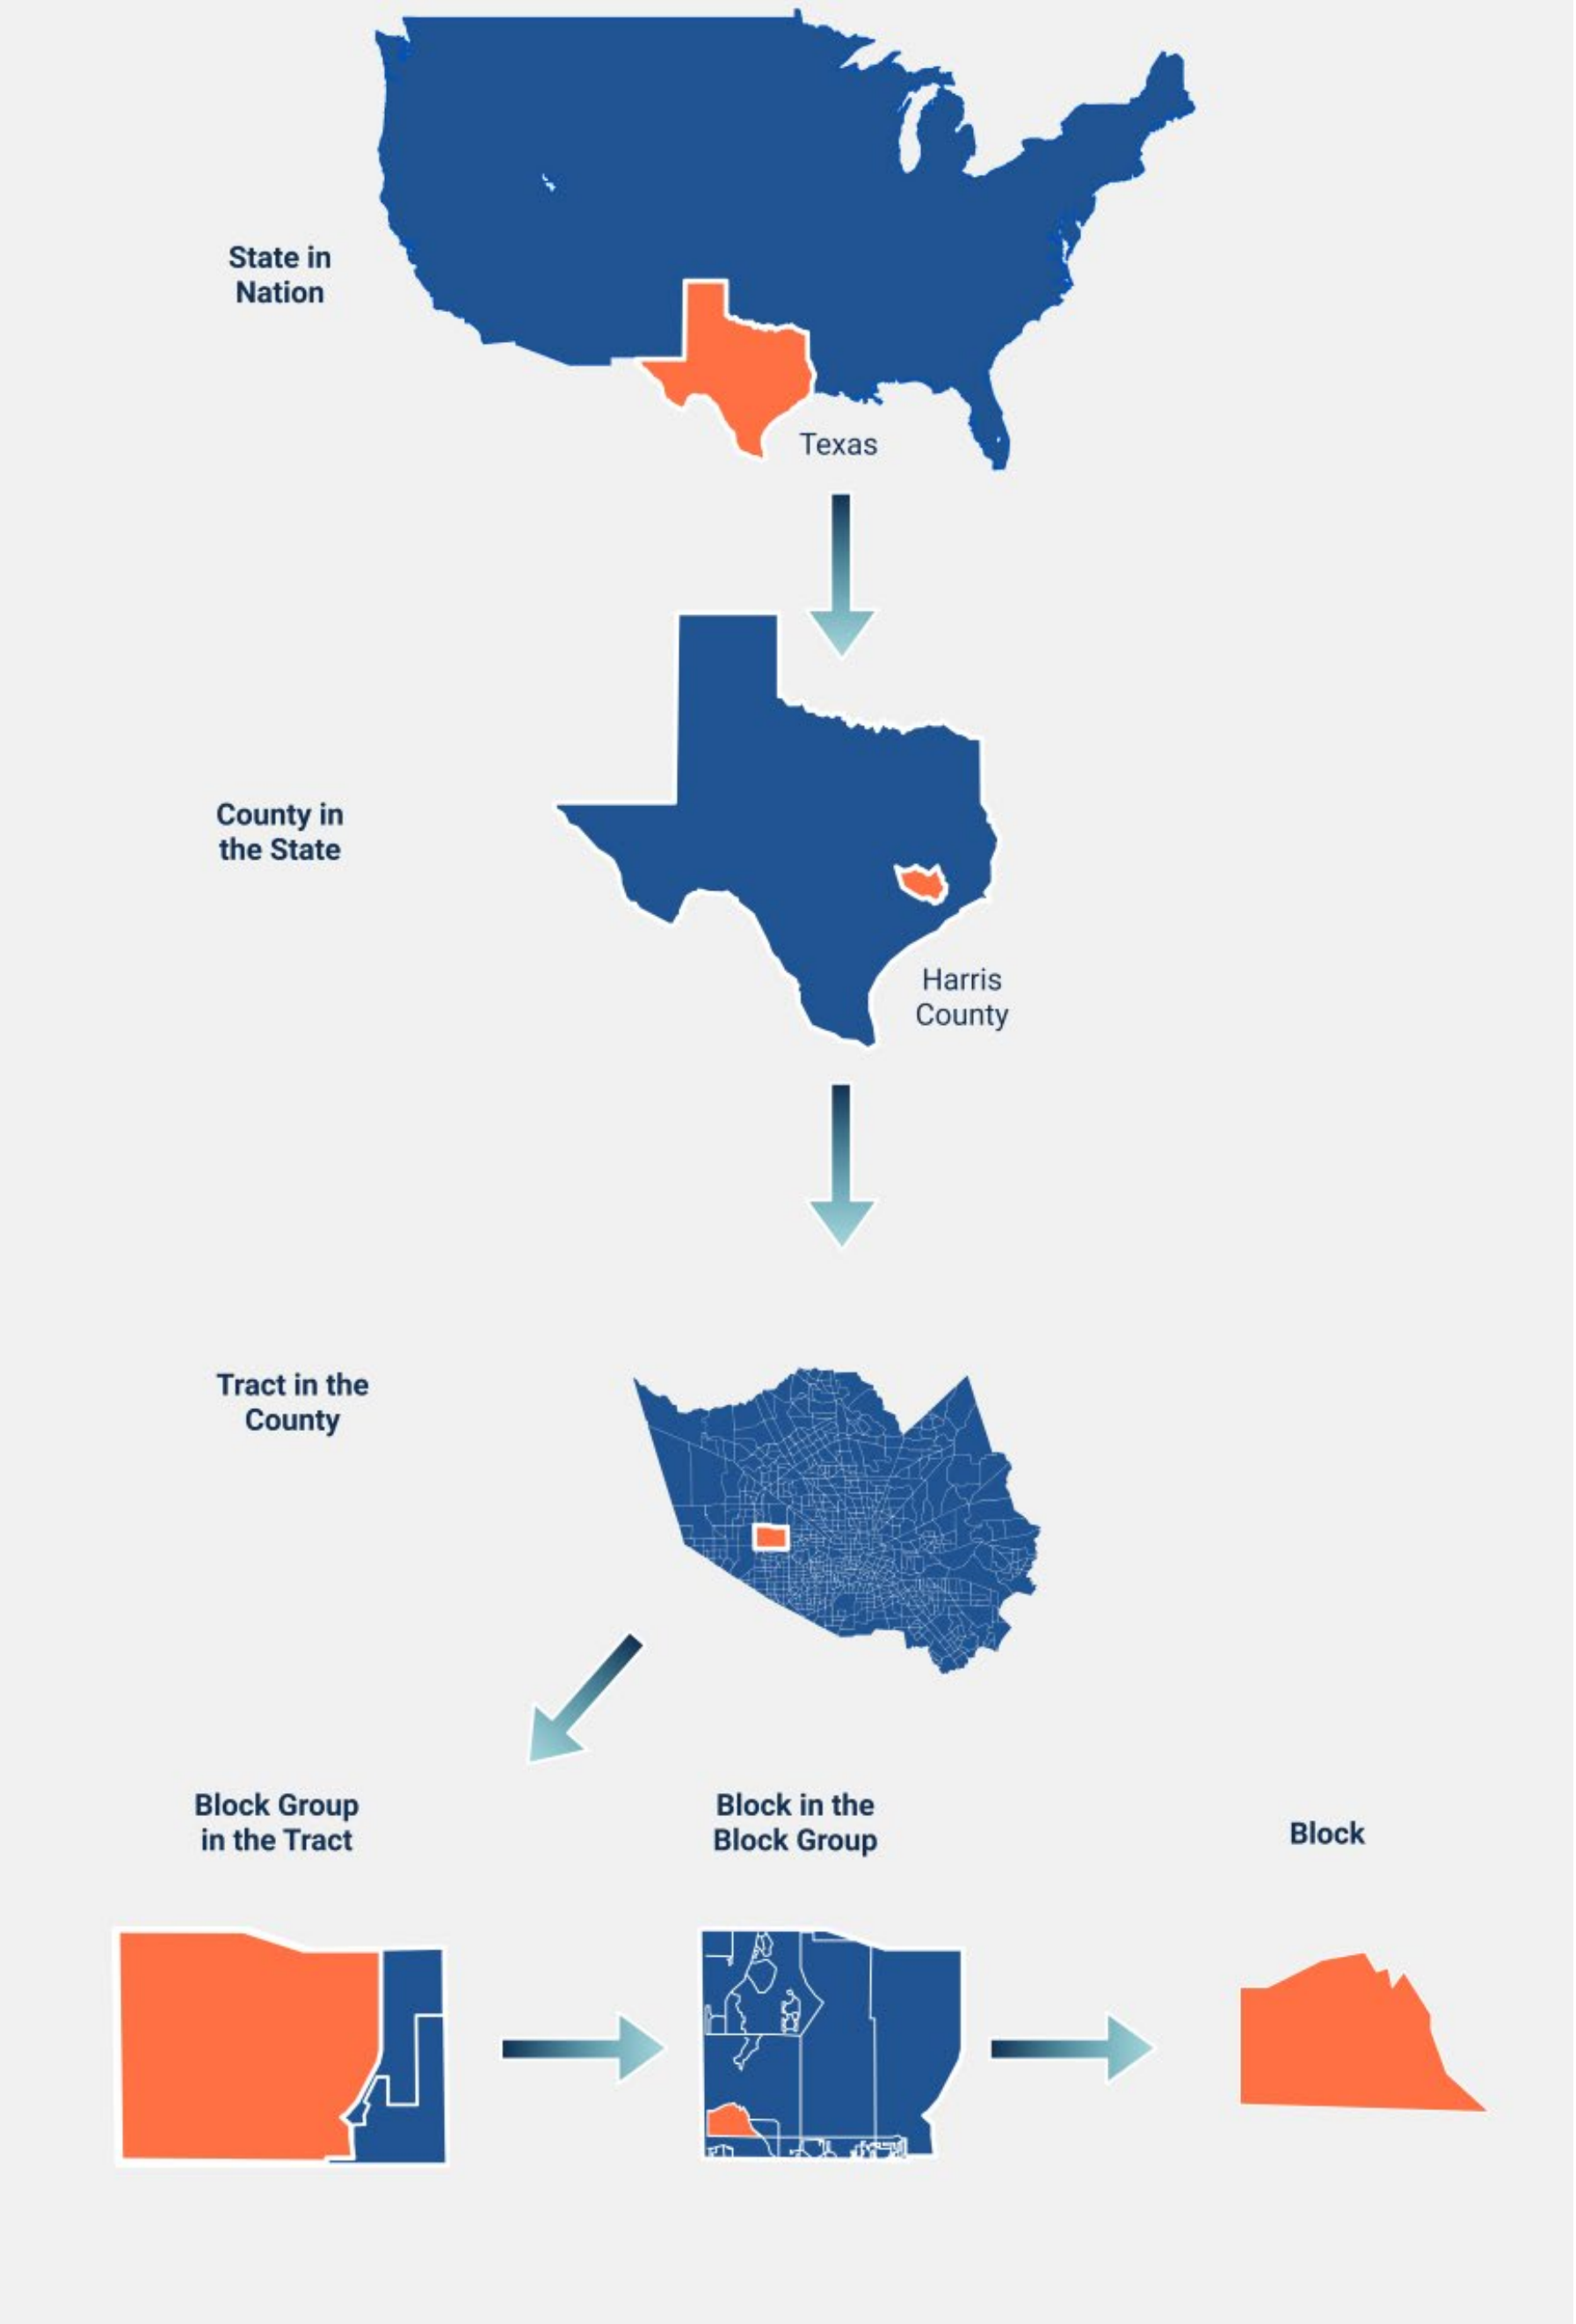 State in
Nation
Texas
County in
the State
Harris
County
Tract in the
County
Block Group
in the Tract
Block in the
Block Group
Block